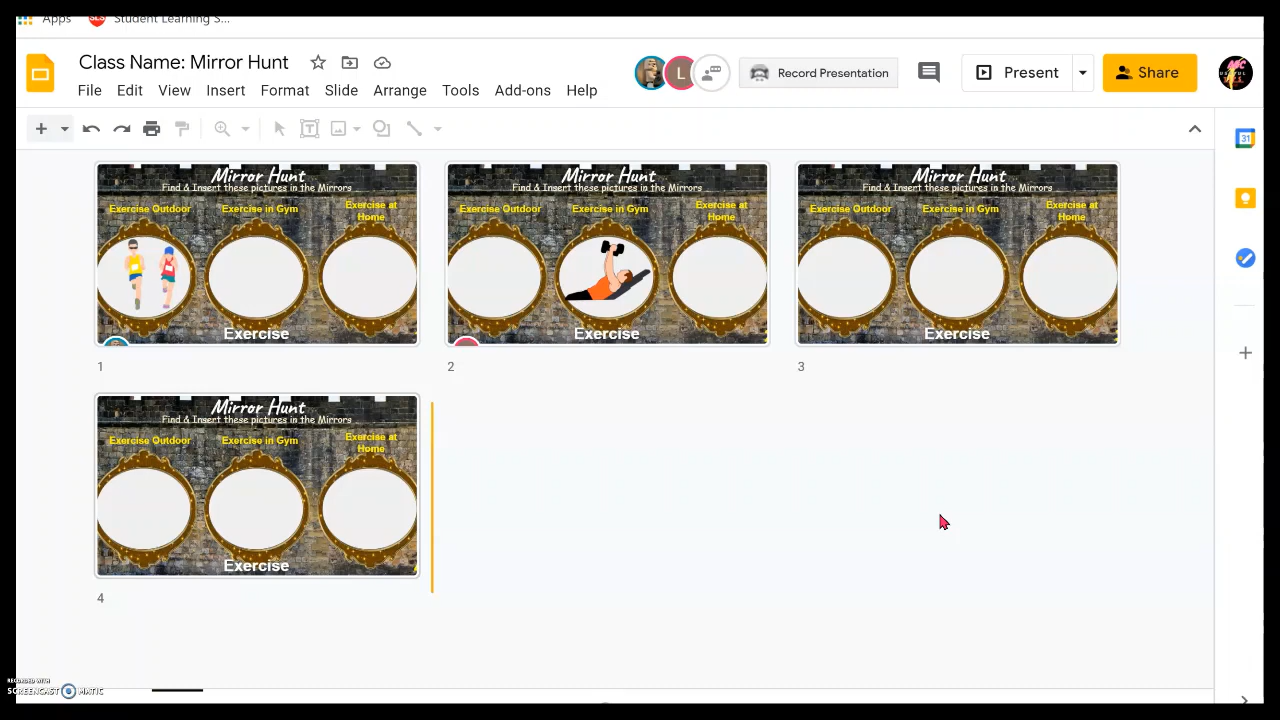 Apps SLS Student Learning S...
Class Name: Mirror Hunt
L
Record Presentation
Present
Share
File Edit View Insert Format Slide Arrange Tools Add-ons Help
31
Mirror Hunt
Find & Insert these pictures in the Mirrors
Exercise Outdoor Exercise in Gym Exercise at
Home
Exercise
1
Mirror Hunt
Find & Insert these pictures in the Mirrors
Exercise Outdoor Exercise in Gym Exercise at
Home
Exercise
2
Mirror Hunt
Find & Insert these pictures in the Mirrors
Exercise Outdoor Exercise in Gym Exercise at
Home
Exercise
3
Mirror Hunt
Find & Insert these pictures in the Mirrors
Exercise Outdoor Exercise in Gym Exercise at
Home
Exercise
4
RECORDED WITH
SCREENCAST MATIC